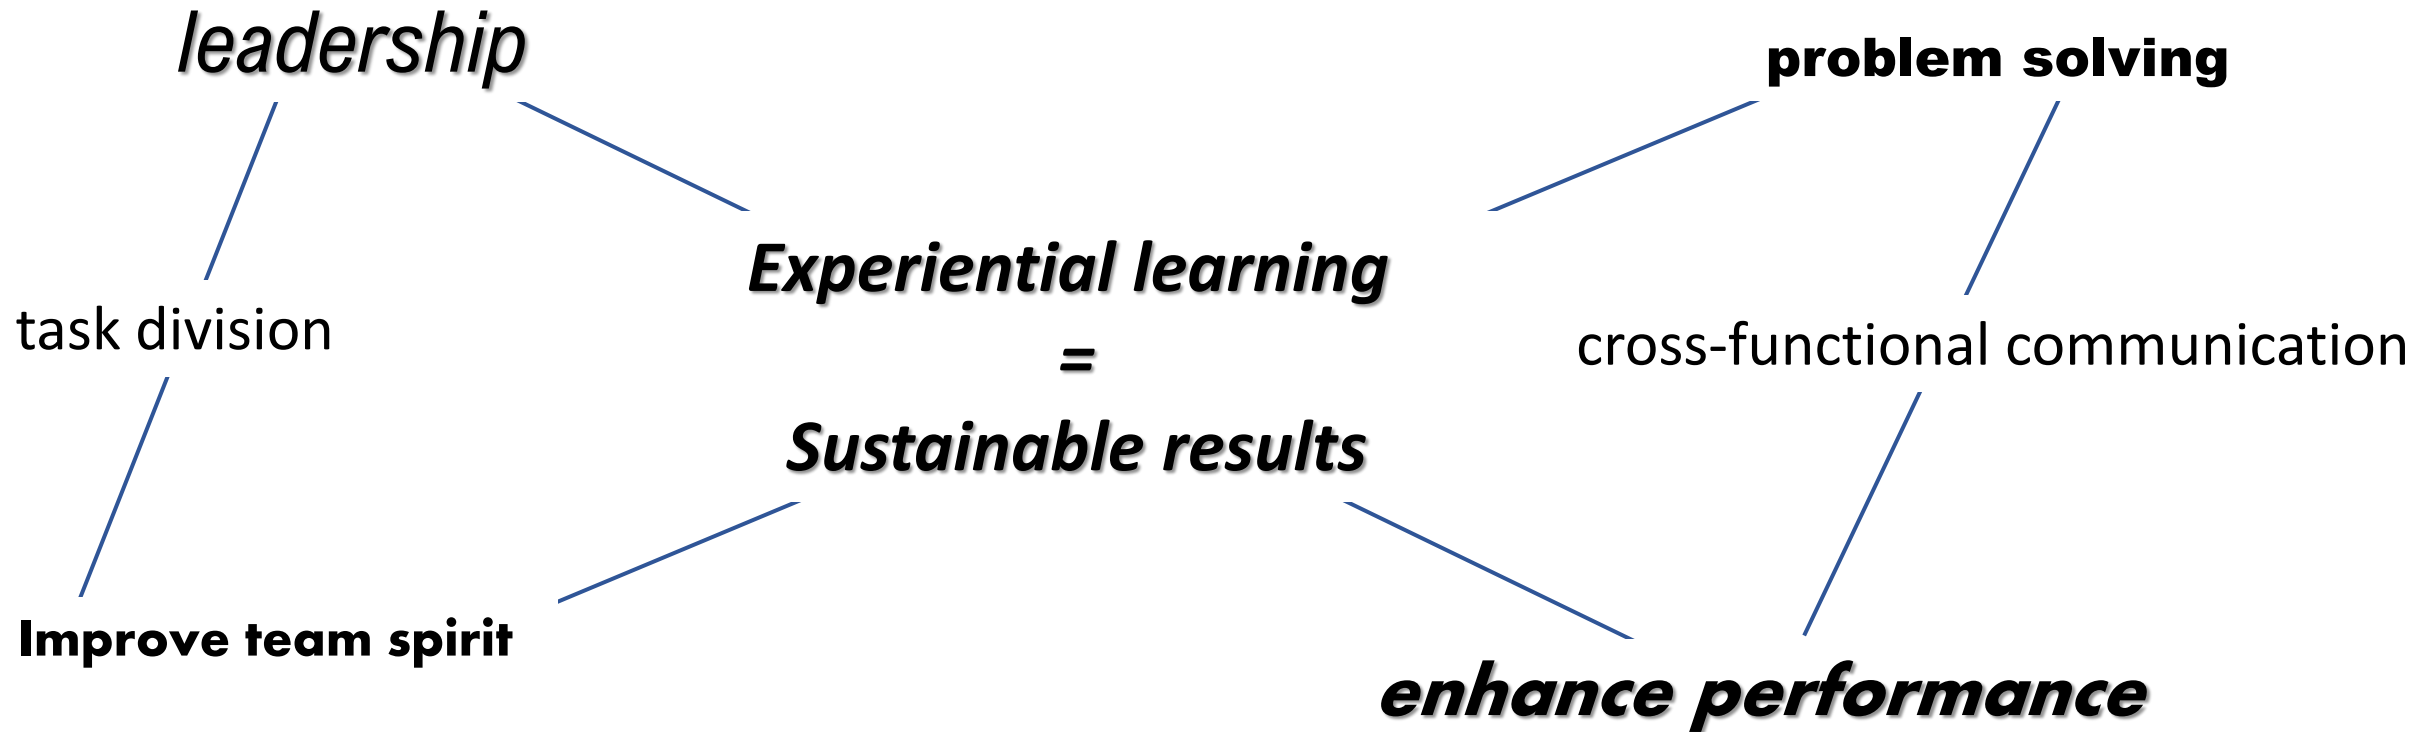 leadership
problem solving
Experiential learning
=
Sustainable results
task division
cross-functional communication
Improve team spirit
enhance performance